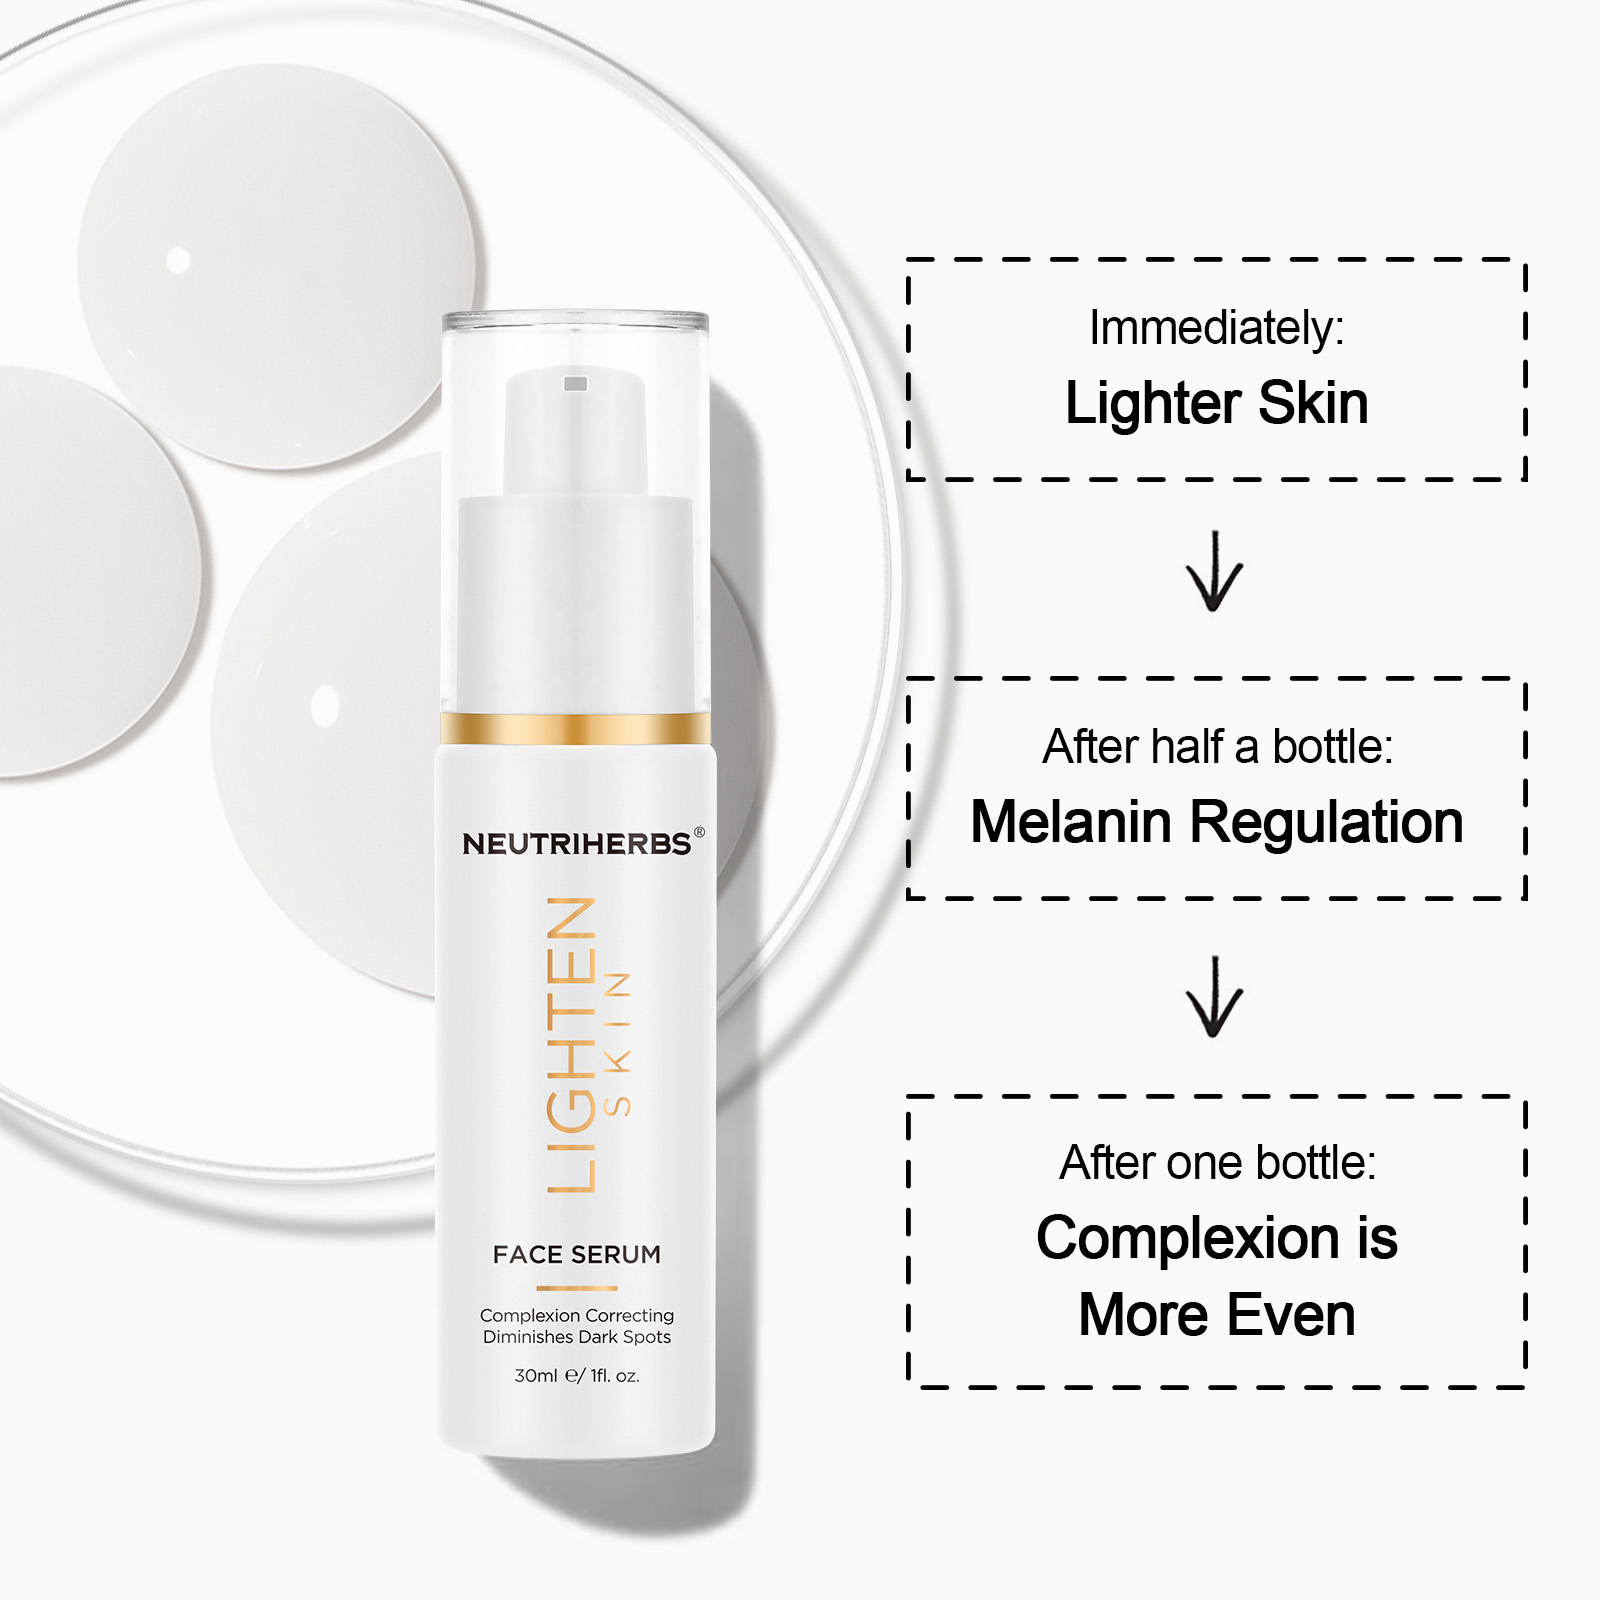 NEUTRIHERBS®
LIGHTEN
SKIN
FACE SERUM
Complexion Correcting
Diminishes Dark Spots
30ml ℮/ 1fl. oz.
Immediately:
Lighter Skin
After half a bottle:
Melanin Regulation
After one bottle:
Complexion is
More Even